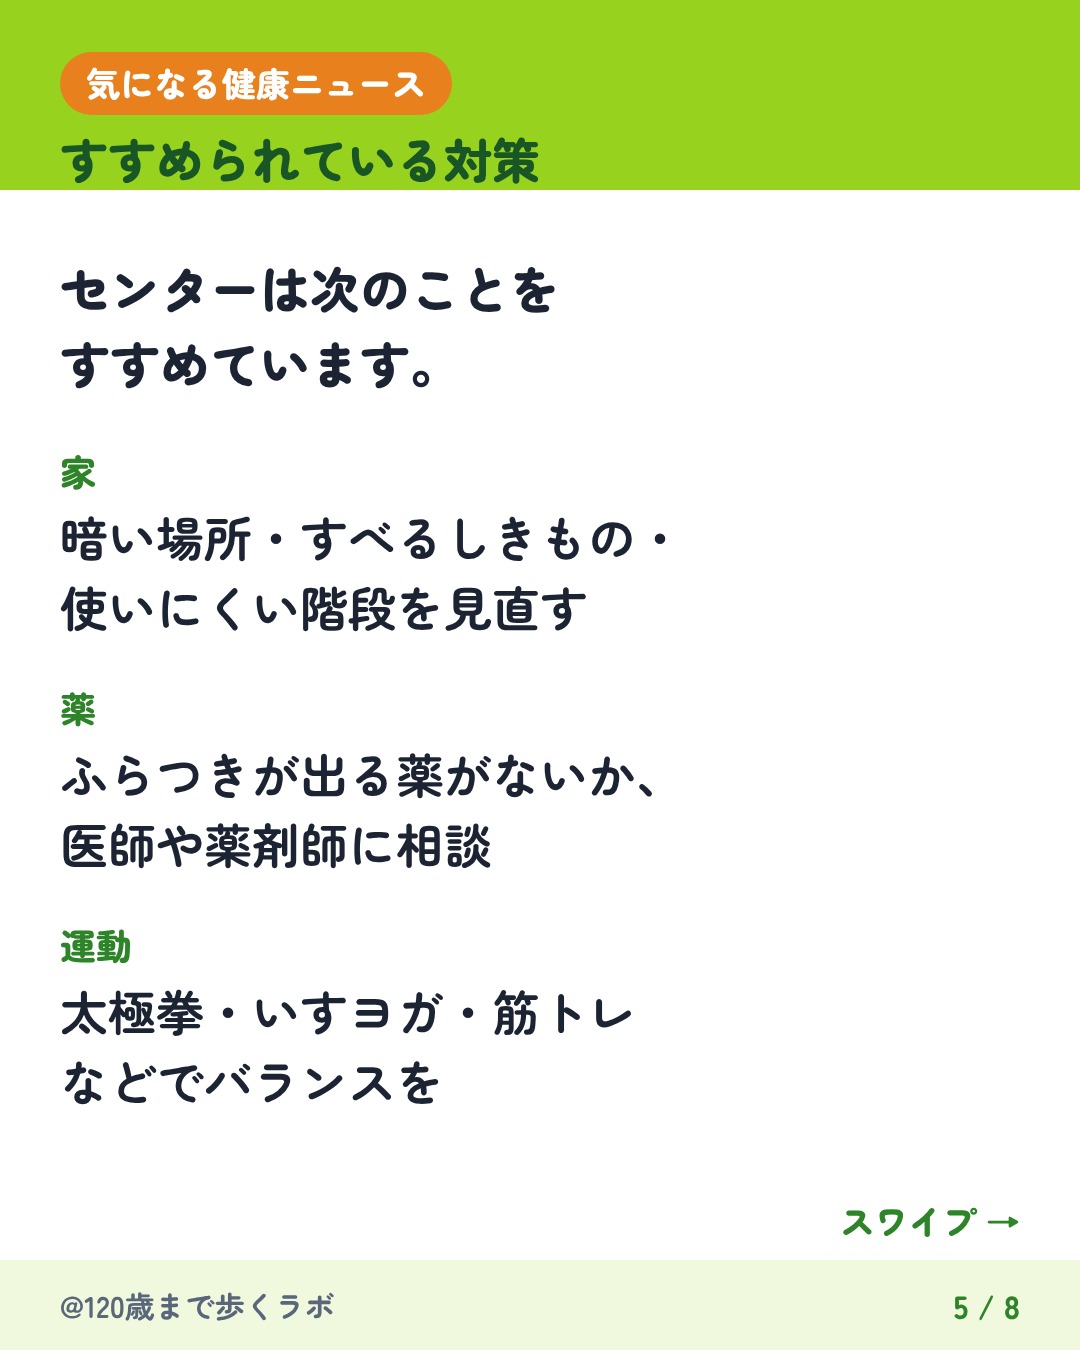 気になる健康ニュース
すすめられている対策
センターは次のことを
すすめています。
家
暗い場所・すべるしきもの・
使いにくい階段を見直す
薬
ふらつきが出る薬がないか、
医師や薬剤師に相談
運動
太極拳・いすヨガ・筋トレ
などでバランスを
スワイプ →
@120歳まで歩くラボ
5 / 8